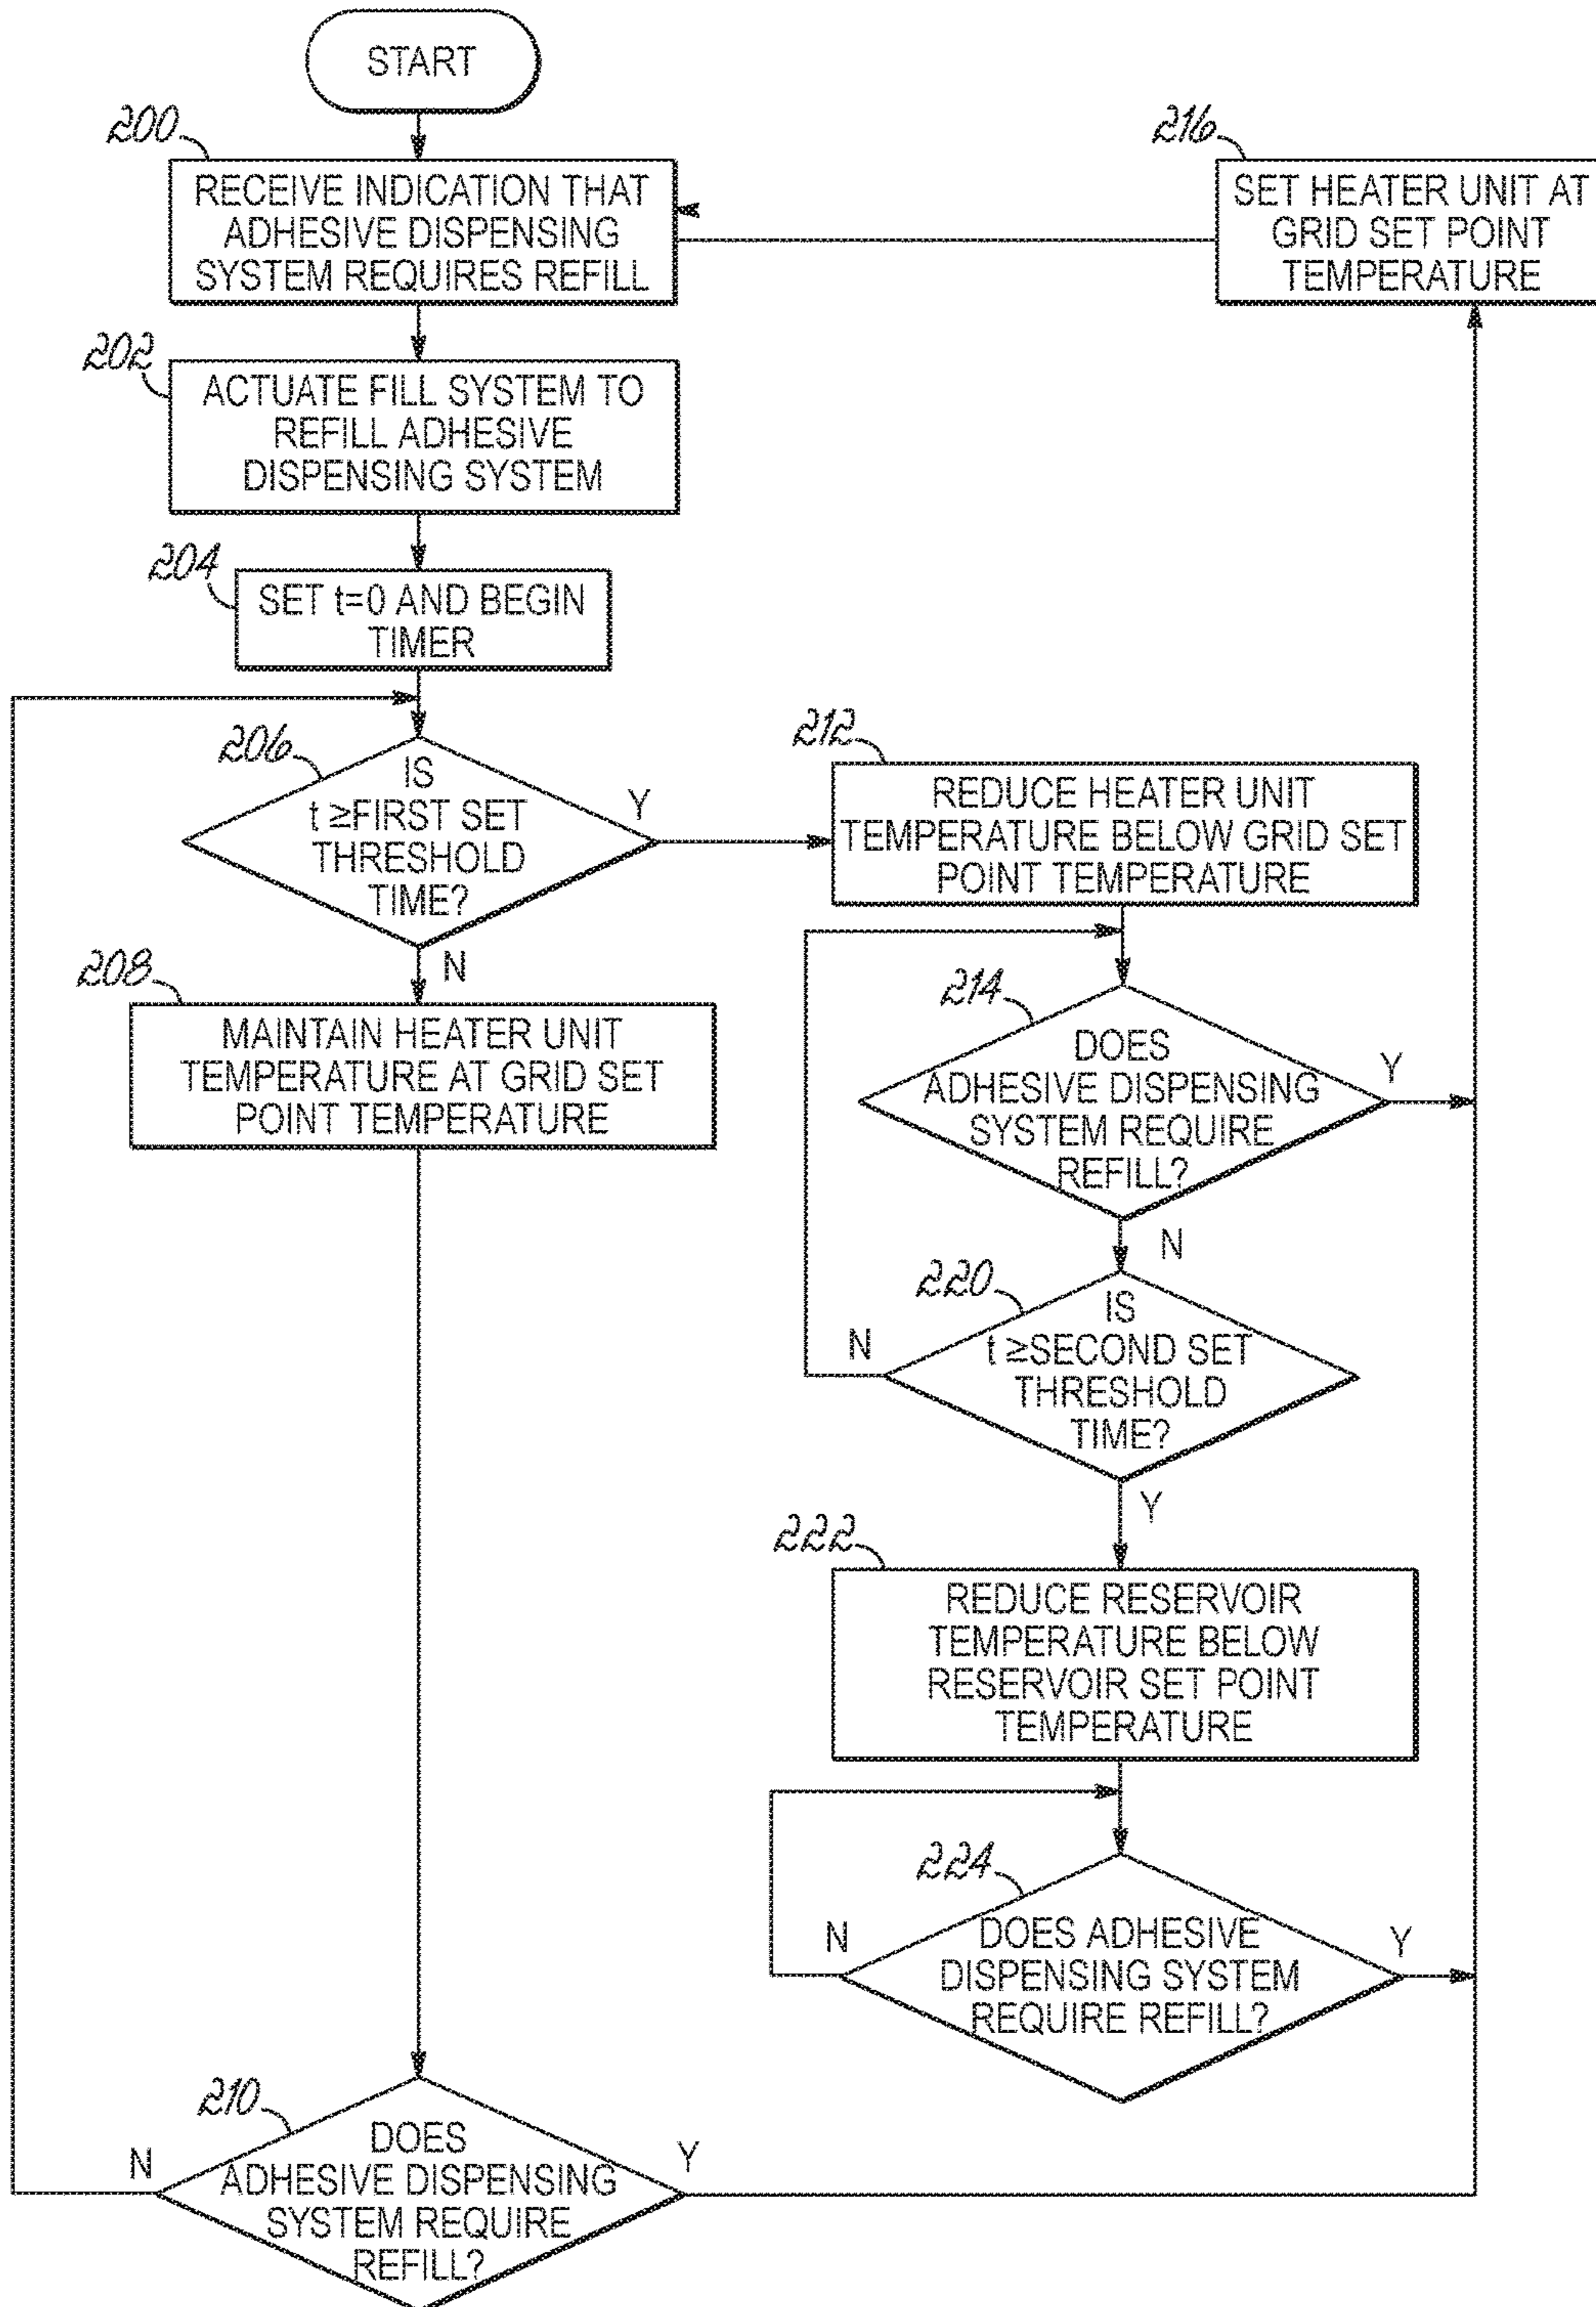 START
200
RECEIVE INDICATION THAT
ADHESIVE DISPENSING
SYSTEM REQUIRES REFILL
216
SET HEATER UNIT AT
GRID SET POINT
TEMPERATURE
202
ACTUATE FILL SYSTEM TO
REFILL ADHESIVE
DISPENSING SYSTEM
204
SET t=0 AND BEGIN
TIMER
206
IS
t ≥FIRST SET
THRESHOLD
TIME?
Y
N
212
REDUCE HEATER UNIT
TEMPERATURE BELOW GRID SET
POINT TEMPERATURE
208
MAINTAIN HEATER UNIT
TEMPERATURE AT GRID SET
POINT TEMPERATURE
214
DOES
ADHESIVE DISPENSING
SYSTEM REQUIRE
REFILL?
Y
N
220
IS
t ≥SECOND SET
THRESHOLD
TIME?
N
Y
222
REDUCE RESERVOIR
TEMPERATURE BELOW
RESERVOIR SET POINT
TEMPERATURE
224
DOES ADHESIVE
DISPENSING SYSTEM
REQUIRE REFILL?
N
Y
210
DOES
ADHESIVE DISPENSING
SYSTEM REQUIRE
REFILL?
N
Y